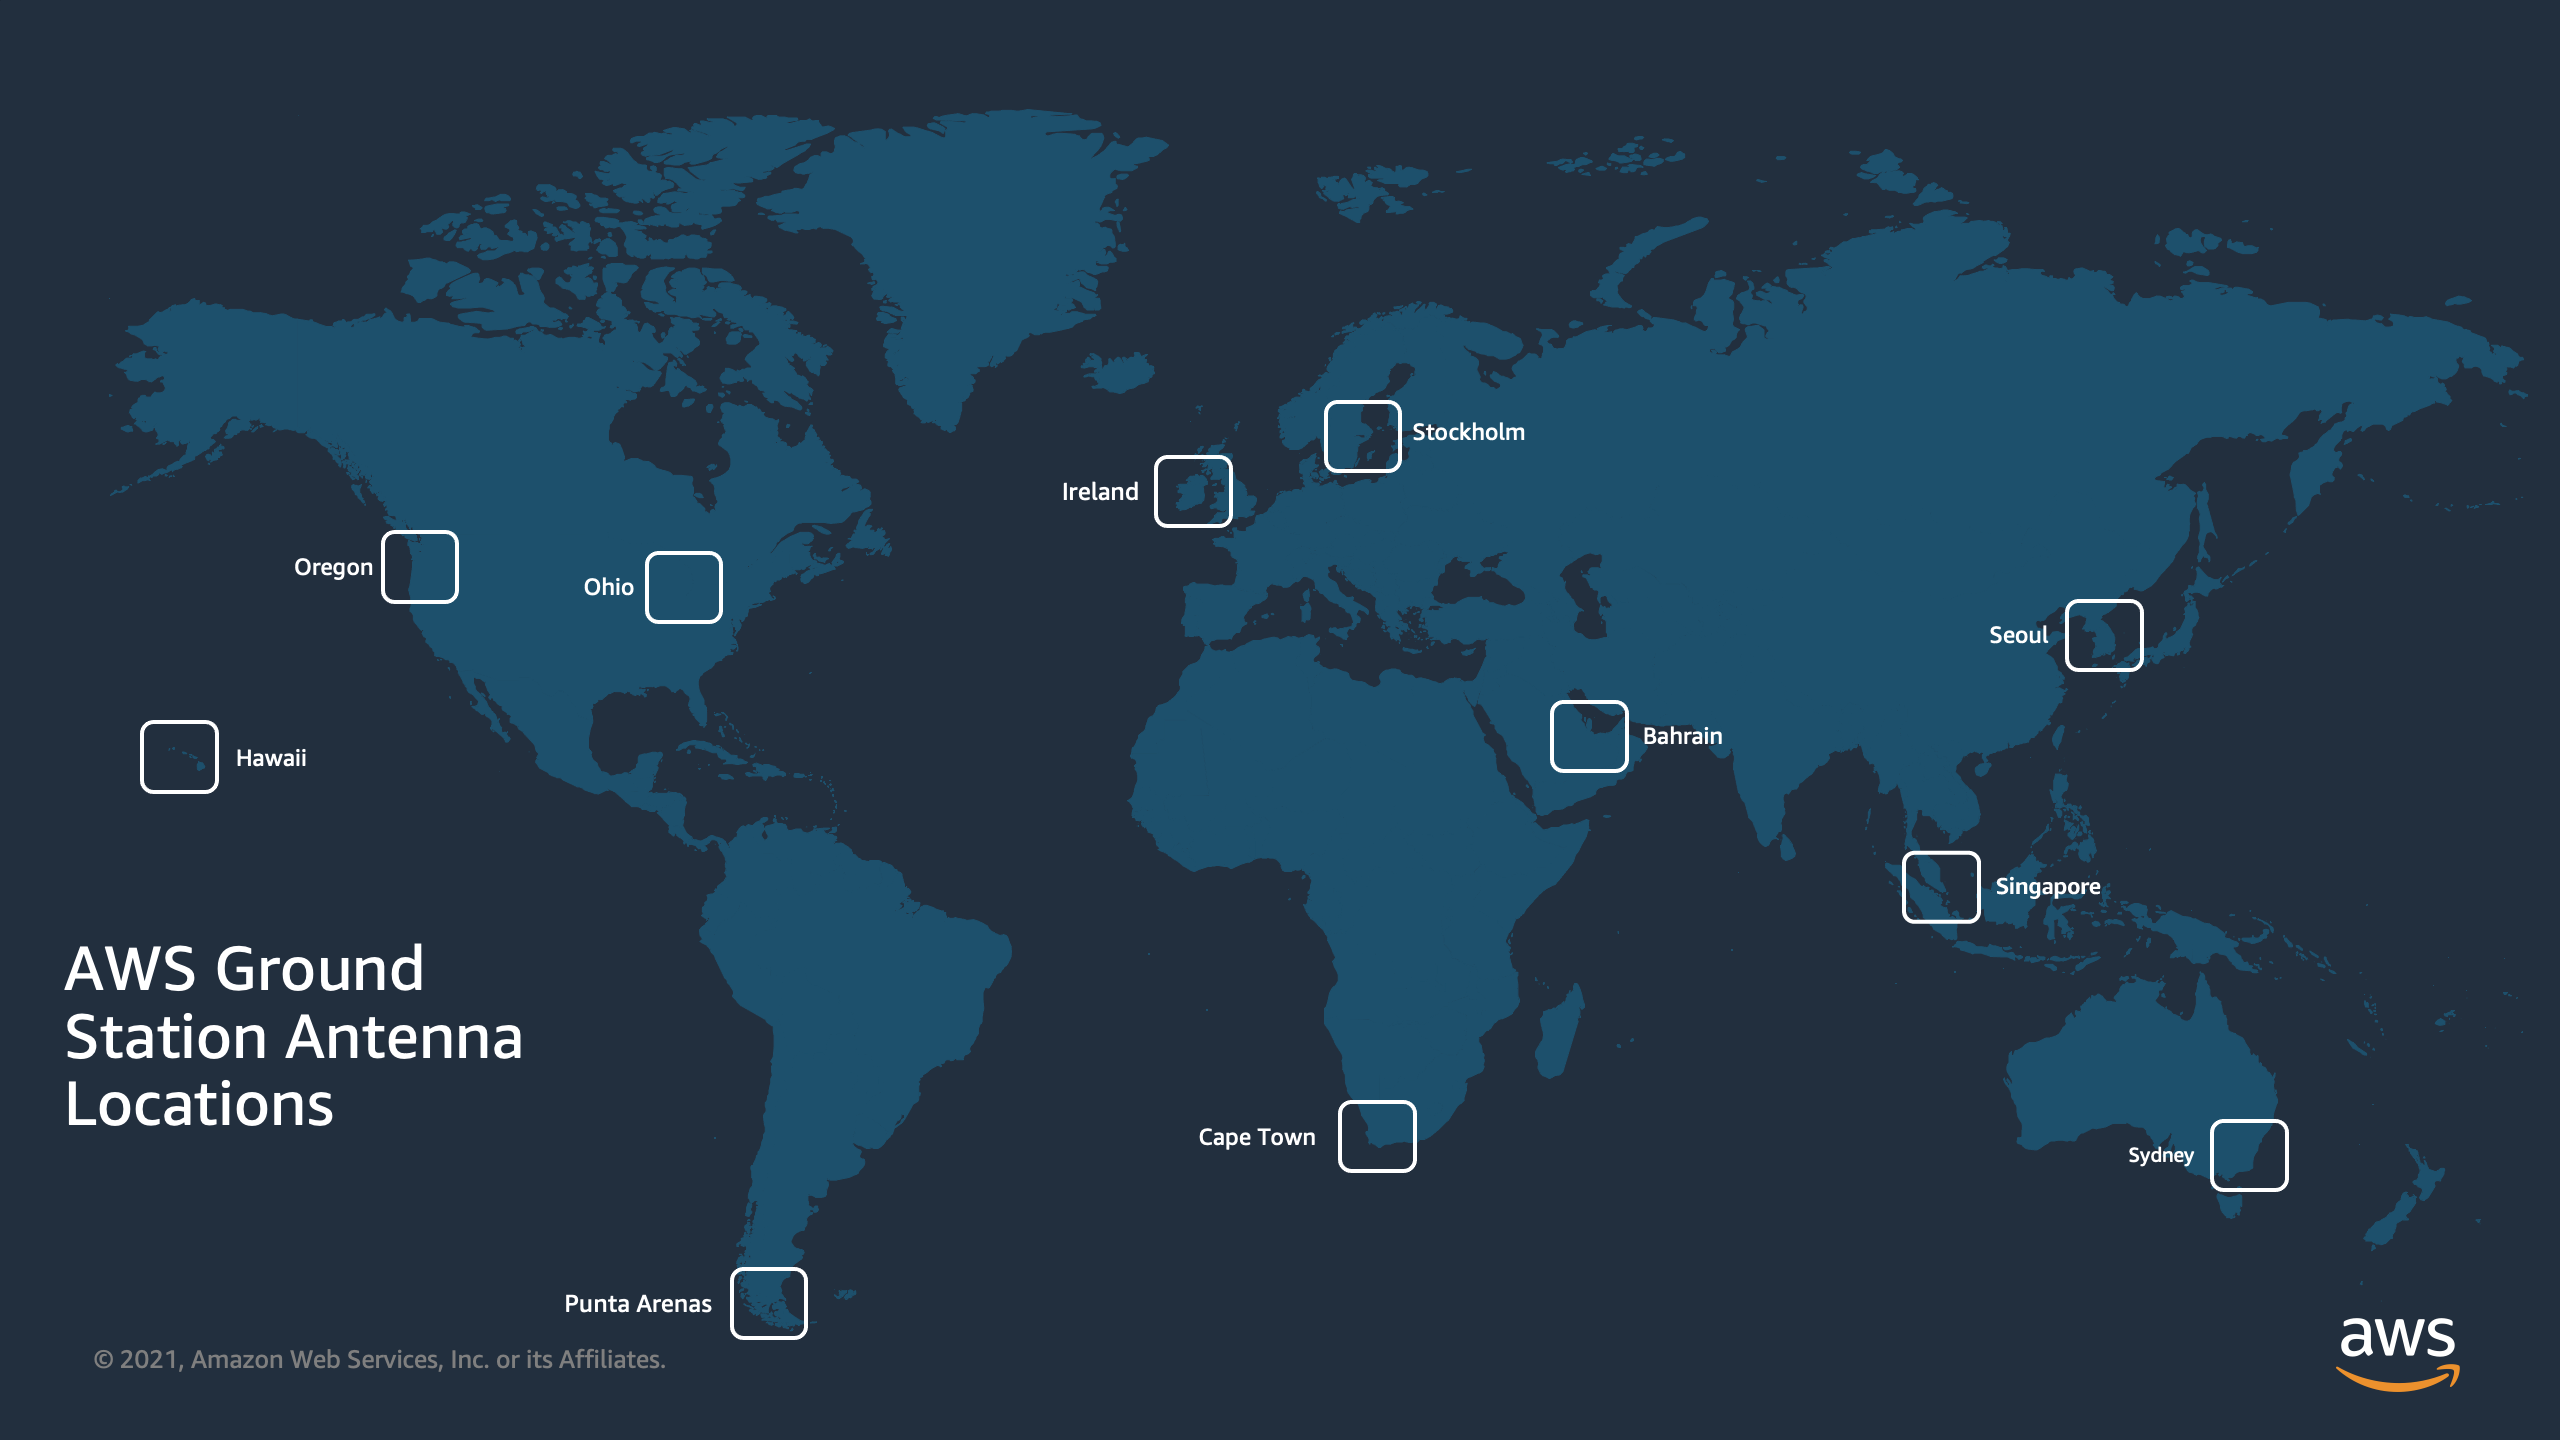 Stockholm
Ireland
Oregon
Ohio
Seoul
Hawaii
Bahrain
Singapore
AWS Ground
Station Antenna
Locations
Cape Town
Sydney
Punta Arenas
© 2021, Amazon Web Services, Inc. or its Affiliates.
aws